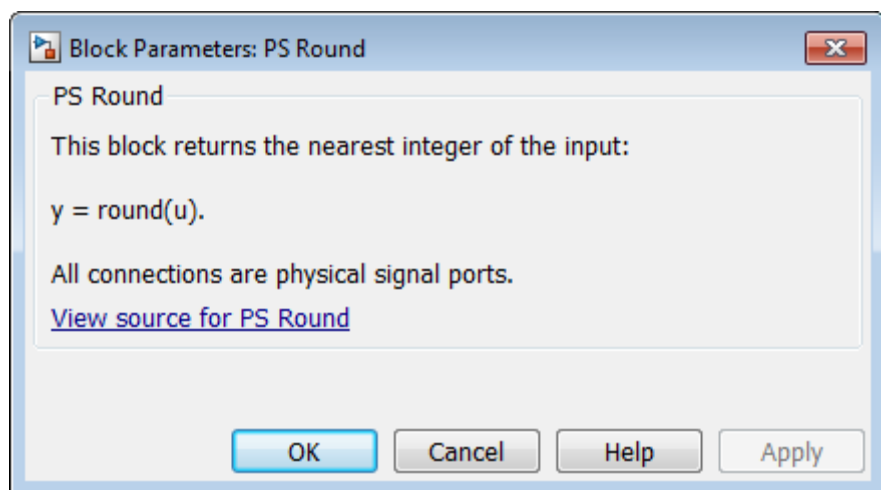 Block Parameters: PS Round
PS Round
This block returns the nearest integer of the input:
y = round(u).
All connections are physical signal ports.
View source for PS Round
OK Cancel Help Apply